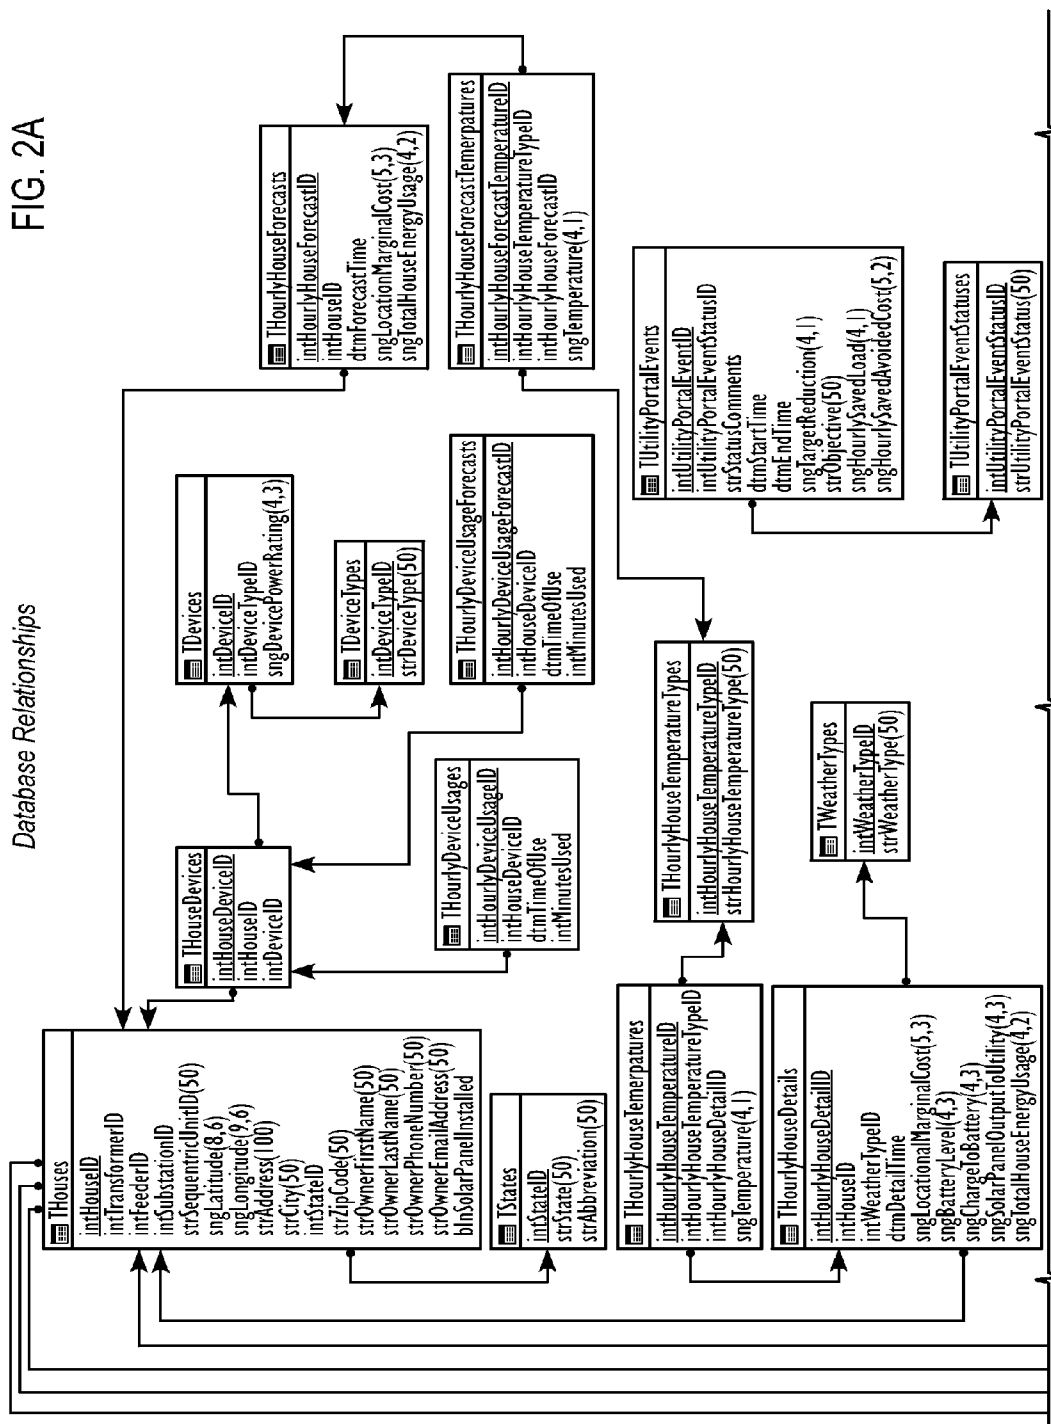 FIG. 2A
Database Relationships
THouses
intHouseID
intTransformerID
intFeederID
intSubstationID
strSequentricUnitID(50)
sngLatitude(8,6)
sngLongitude(9,6)
strAddress(100)
strCity(50)
intStateID
strZipCode(50)
strOwnerFirstName(50)
strOwnerLastName(50)
strOwnerPhoneNumber(50)
strOwnerEmailAddress(50)
blnSolarPanelInstalled
TStates
intStateID
strState(50)
strAbbreviation(50)
THourlyHouseTemerpatures
intHourlyHouseTemperatureID
intHourlyHouseTemperatureTypeID
intHourlyHouseDetailID
sngTemperature(4,1)
THourlyHouseDetails
intHourlyHouseDetailID
intHouseID
intWeatherTypeID
dtmDetailTime
sngLocationalMarginalCost(5,3)
sngBatteryLevel(4,3)
sngChargeToBattery(4,3)
sngSolarPanelOutputToUtility(4,3)
sngTotalHouseEnergyUsage(4,2)
THouseDevices
intHouseDeviceID
intHouseID
intDeviceID
THourlyDeviceUsages
intHourlyDeviceUsageID
intHouseDeviceID
dtmTimeOfUse
intMinutesUsed
THourlyHouseTemperatureTypes
intHourlyHouseTemperatureTypeID
strHourlyHouseTemperatureType(50)
TWeatherTypes
intWeatherTypeID
strWeatherType(50)
TDevices
intDeviceID
intDeviceTypeID
sngDevicePowerRating(4,3)
TDeviceTypes
intDeviceTypeID
strDeviceType(50)
THourlyDeviceUsageForecasts
intHourlyDeviceUsageForecastID
intHouseDeviceID
dtmTimeOfUse
intMinutesUsed
THourlyHouseForecasts
intHourlyHouseForecastID
intHouseID
dtmForecastTime
sngLocationMarginalCost(5,3)
sngTotalHouseEnergyUsage(4,2)
THourlyHouseForecastTemerpatures
intHourlyHouseForecastTemperatureID
intHourlyHouseTemperatureTypeID
intHourlyHouseForecastID
sngTemperature(4,1)
TUtilityPortalEvents
intUtilityPortalEventID
intUtilityPortalEventStatusID
strStatusComments
dtmStartTime
dtmEndTime
sngTargetReduction(4,1)
strObjective(50)
sngHourlySavedLoad(4,1)
sngHourlySavedAvoidedCost(5,2)
TUtilityPortalEventStatuses
intUtilityPortalEventStatusID
strUtilityPortalEventStatus(50)